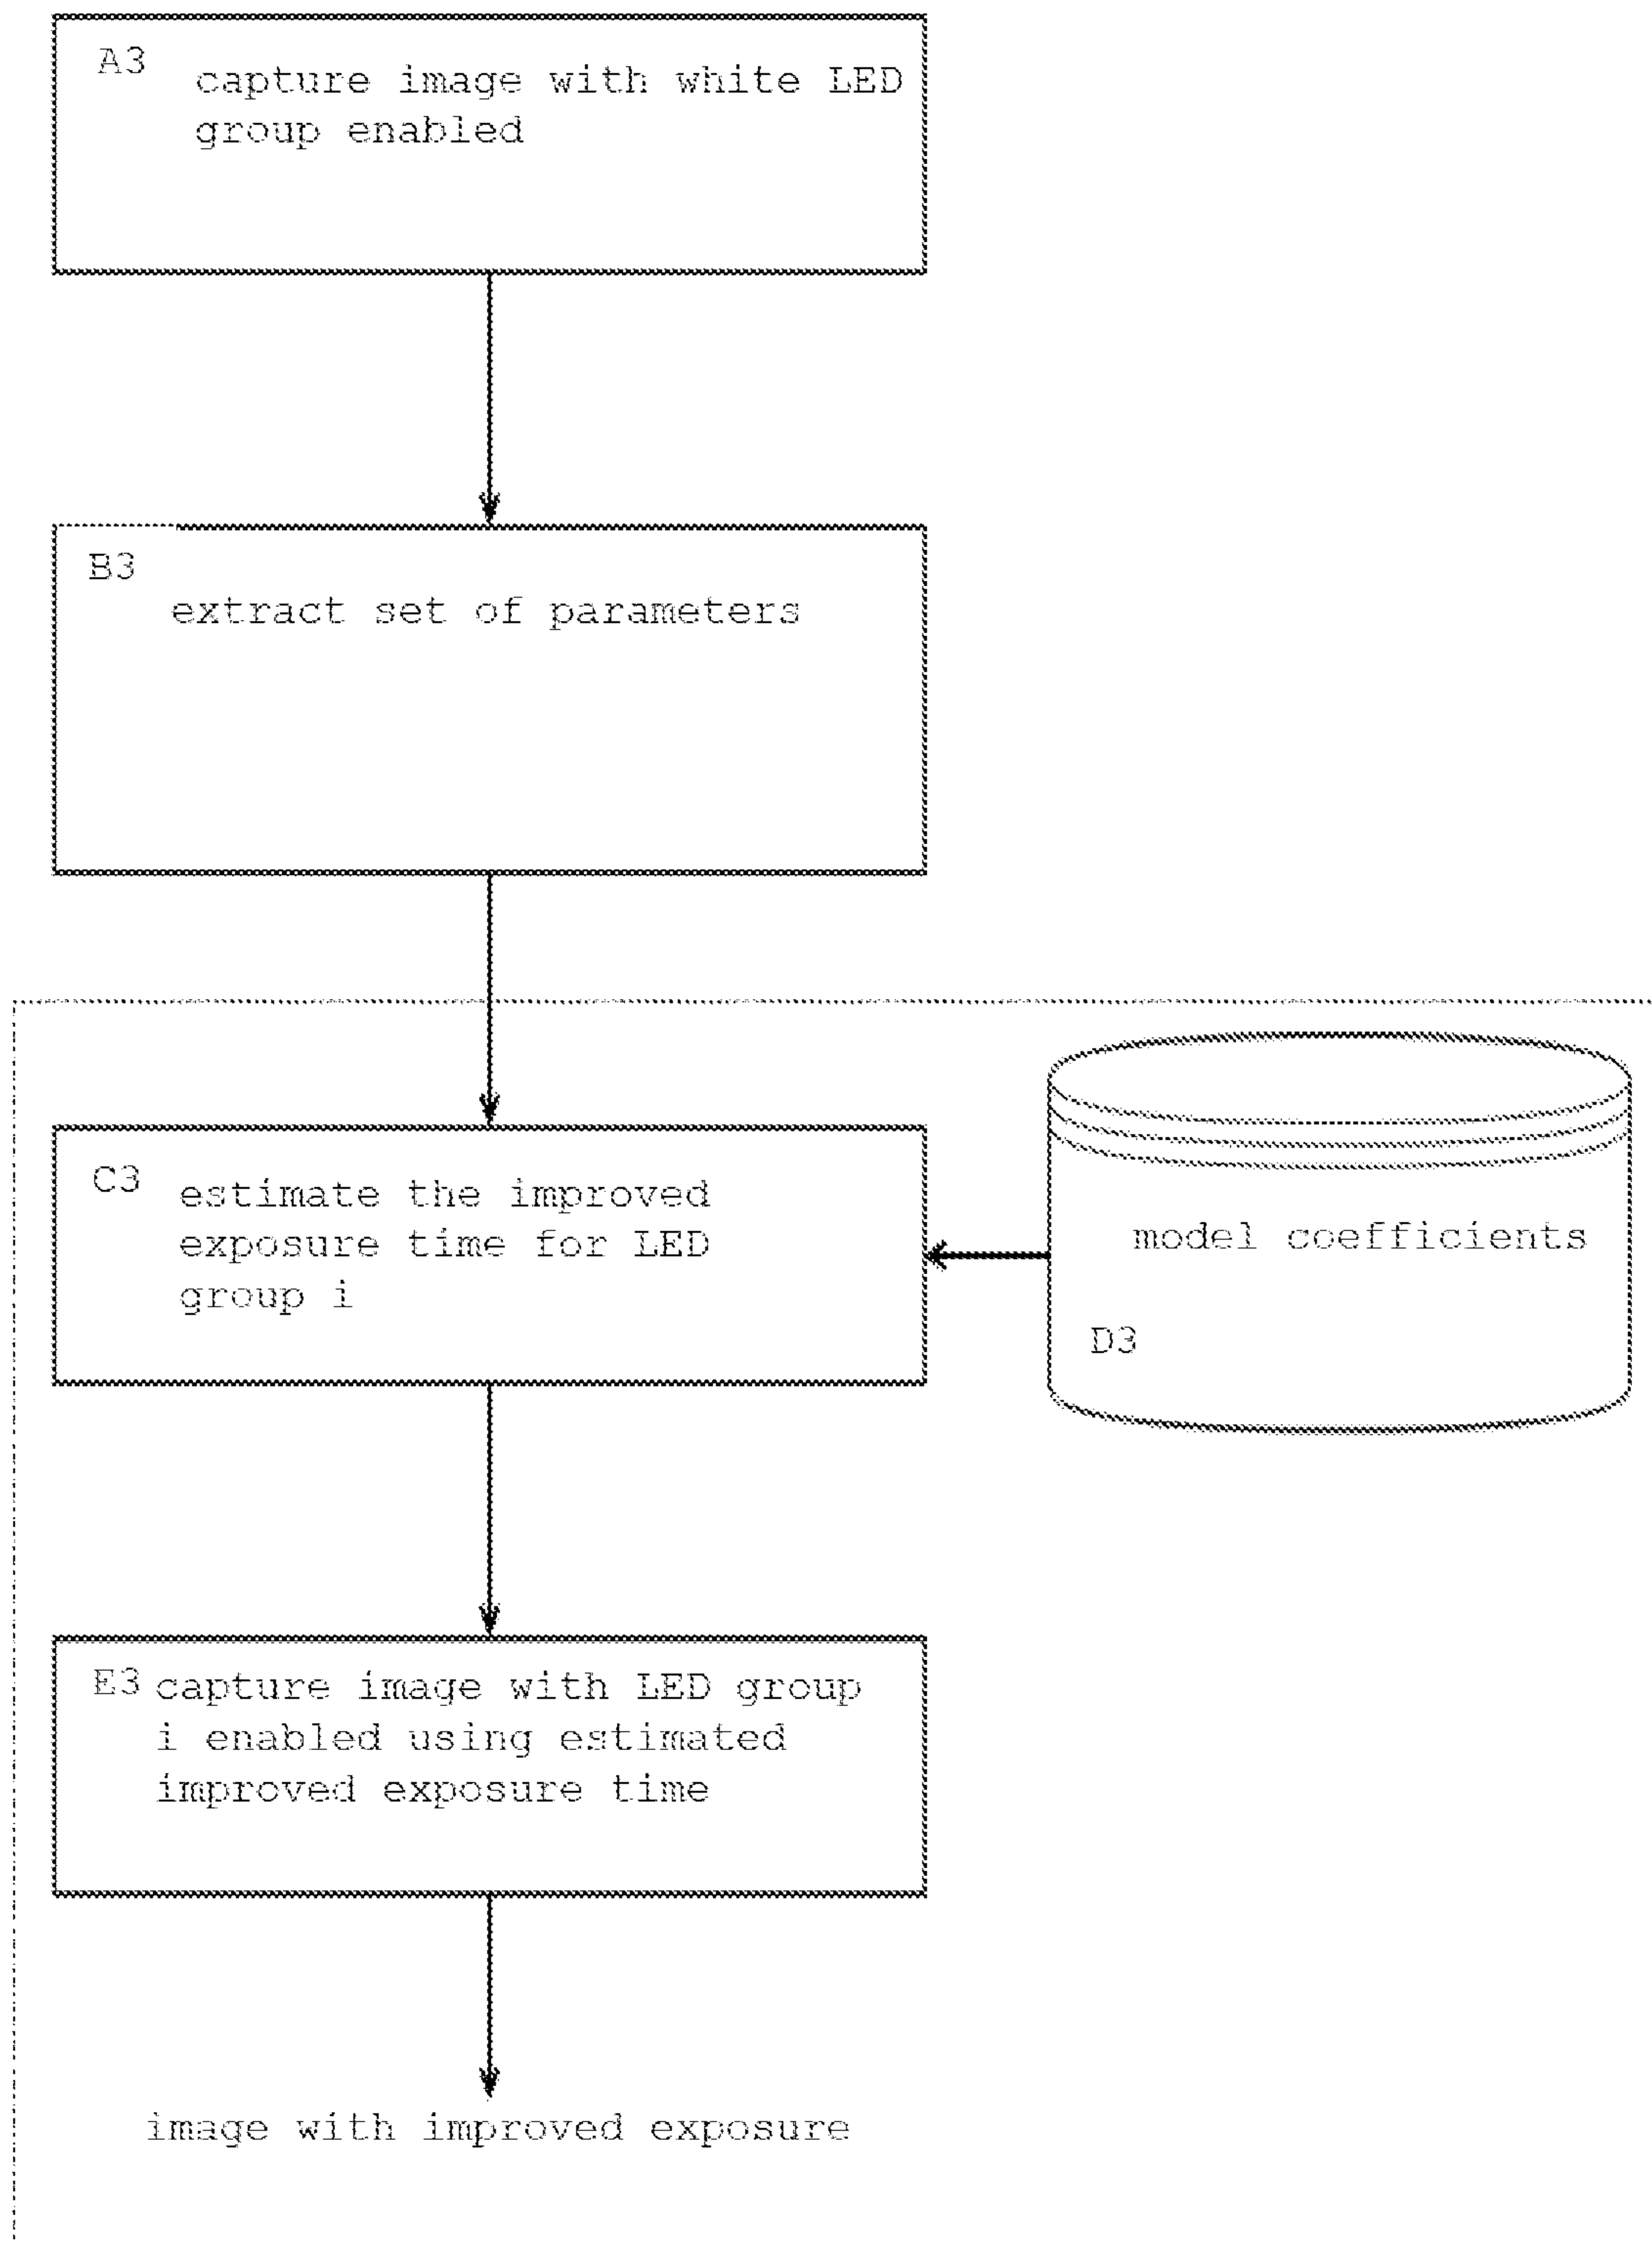 A3
capture image with white LED
group enabled
B3
extract set of parameters
C3
estimate the improved
exposure time for LED
group i
model coefficients
D3
E3
capture image with LED group
i enabled using estimated
improved exposure time
image with improved exposure